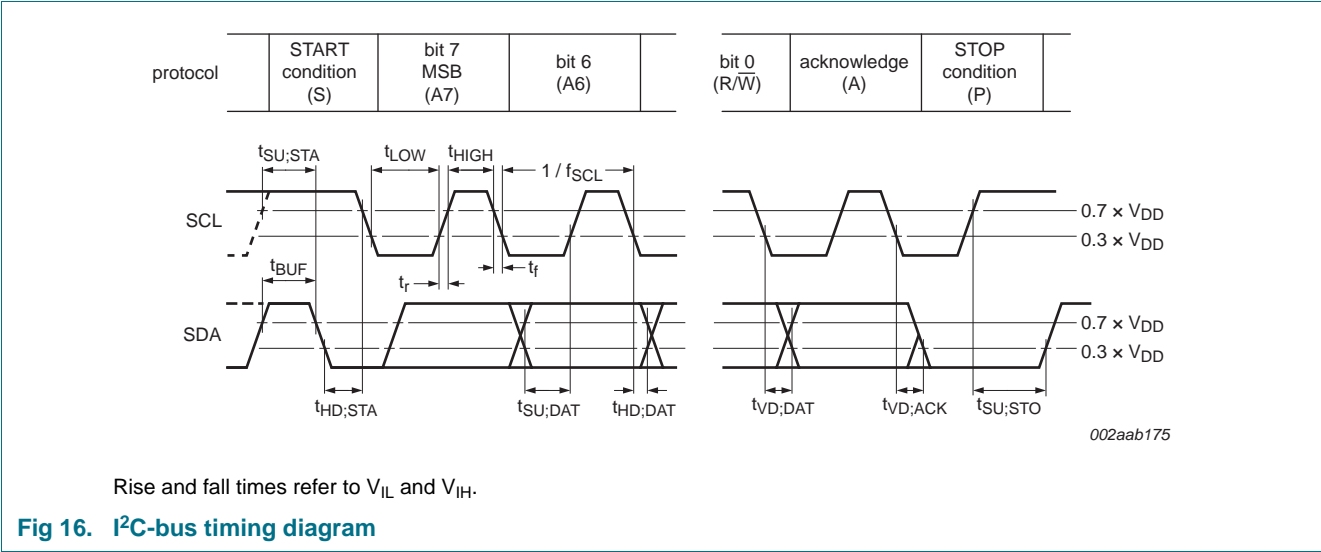 protocol
START
condition
(S)
bit 7
MSB
(A7)
bit 6
(A6)
bit 0
(R/W̅)
acknowledge
(A)
STOP
condition
(P)
tSU;STA
tLOW
tHIGH
1 / fSCL
SCL
0.7 × VDD
0.3 × VDD
tBUF
tr
tf
SDA
0.7 × VDD
0.3 × VDD
tHD;STA
tSU;DAT
tHD;DAT
tVD;DAT
tVD;ACK
tSU;STO
002aab175
Rise and fall times refer to VIL and VIH.
Fig 16. I²C-bus timing diagram